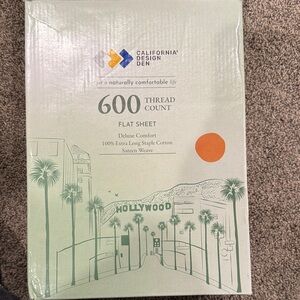 CALIFORNIA
DESIGN
DEN
naturally comfortable life
600 THREAD
COUNT
FLAT SHEET
Deluxe Comfort
100% Extra Long Staple Cotton
Sateen Weave
HOLLYWOOD